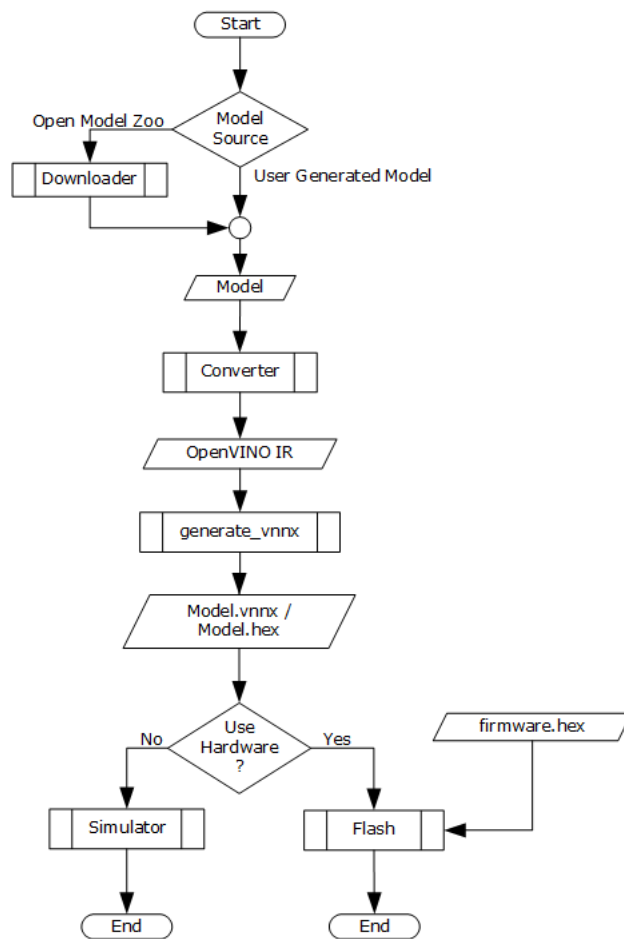 Start
Model
Source
Open Model Zoo
Downloader
User Generated Model
Model
Converter
OpenVINO IR
generate_vnnx
Model.vnnx /
Model.hex
Use
Hardware
?
No
Yes
firmware.hex
Simulator
Flash
End
End